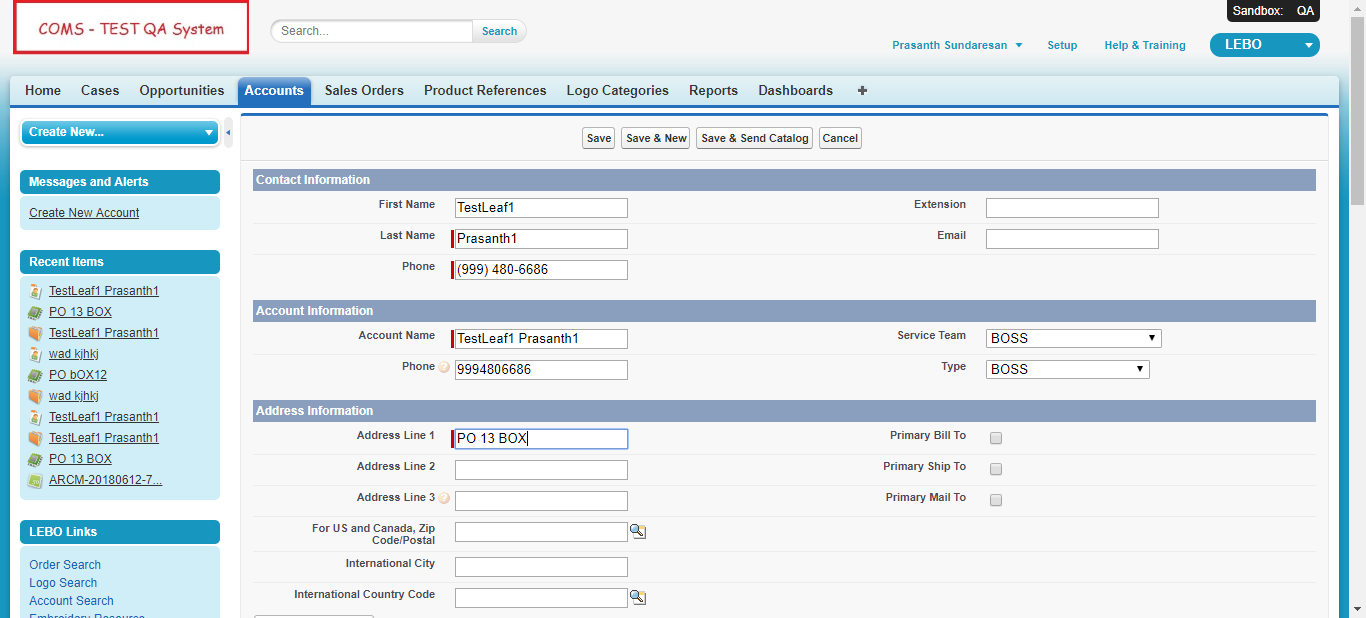 COMS - TEST QA System
Search...
Search
Sandbox: QA
Prasanth Sundaresan
Setup
Help & Training
LEBO
Home Cases Opportunities Accounts Sales Orders Product References Logo Categories Reports Dashboards +
Create New...
Messages and Alerts
Create New Account
Recent Items
TestLeaf1 Prasanth1
PO 13 BOX
TestLeaf1 Prasanth1
wad kjhkj
PO bOX12
wad kjhkj
TestLeaf1 Prasanth1
TestLeaf1 Prasanth1
PO 13 BOX
ARCM-20180612-7...
LEBO Links
Order Search
Logo Search
Account Search
Embroidery Resource
Save Save & New Save & Send Catalog Cancel
Contact Information
First Name TestLeaf1 Extension
Last Name Prasanth1 Email
Phone (999) 480-6686
Account Information
Account Name TestLeaf1 Prasanth1 Service Team BOSS
Phone ? 9994806686 Type BOSS
Address Information
Address Line 1 PO 13 BOX Primary Bill To
Address Line 2 Primary Ship To
Address Line 3 ? Primary Mail To
For US and Canada, Zip
Code/Postal
International City
International Country Code